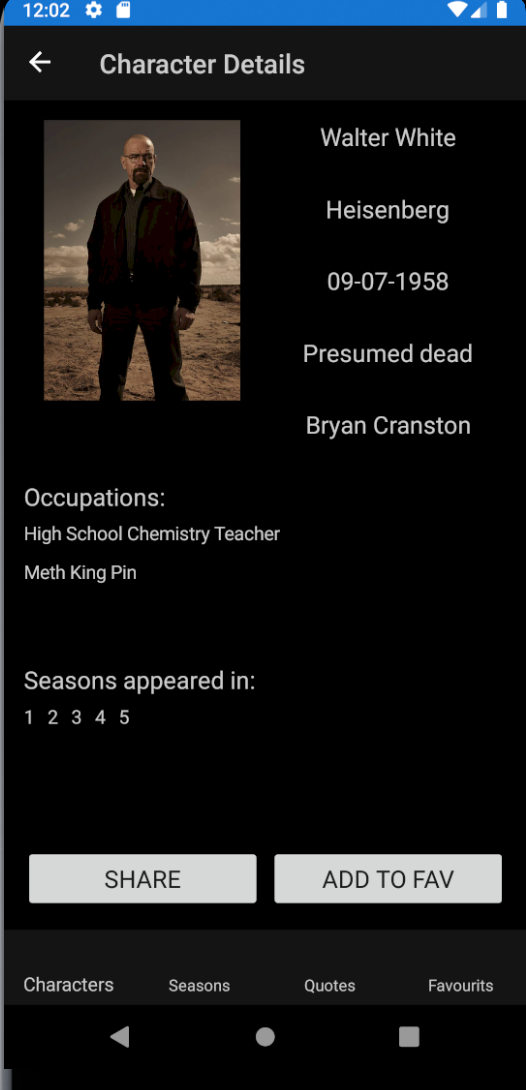 12:02
Character Details
Walter White
Heisenberg
09-07-1958
Presumed dead
Bryan Cranston
Occupations:
High School Chemistry Teacher
Meth King Pin
Seasons appeared in:
1 2 3 4 5
SHARE ADD TO FAV
Characters Seasons Quotes Favourits